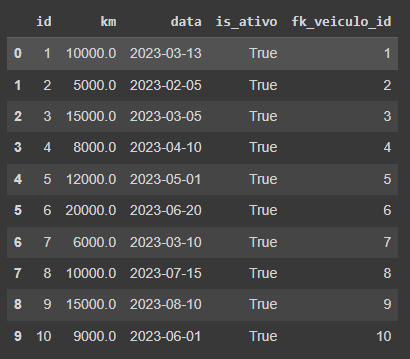 id km data is_ativo fk_veiculo_id
0 1 10000.0 2023-03-13 True 1
1 2 5000.0 2023-02-05 True 2
2 3 15000.0 2023-03-05 True 3
3 4 8000.0 2023-04-10 True 4
4 5 12000.0 2023-05-01 True 5
5 6 20000.0 2023-06-20 True 6
6 7 6000.0 2023-03-10 True 7
7 8 10000.0 2023-07-15 True 8
8 9 15000.0 2023-08-10 True 9
9 10 9000.0 2023-06-01 True 10